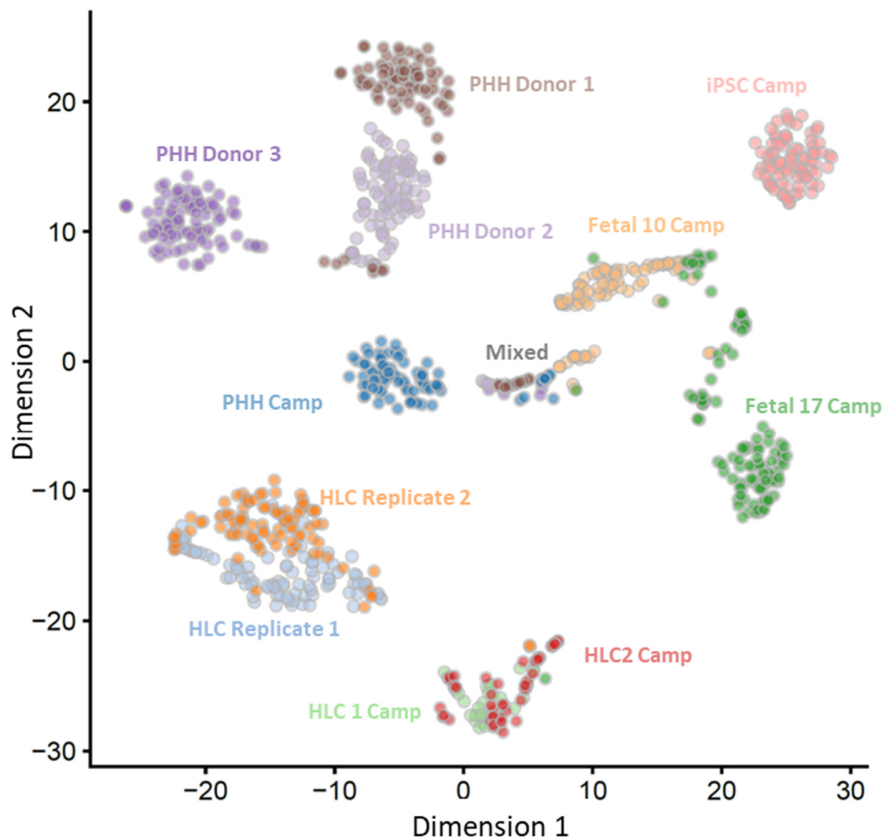 PHH Donor 1
iPSC Camp
20
PHH Donor 3
Fetal 10 Camp
PHH Donor 2
10
Dimension 2
Mixed
0
PHH Camp
Fetal 17 Camp
−10
HLC Replicate 2
−20
HLC Replicate 1
HLC2 Camp
HLC 1 Camp
−30
−20 −10 0 10 20 30
Dimension 1